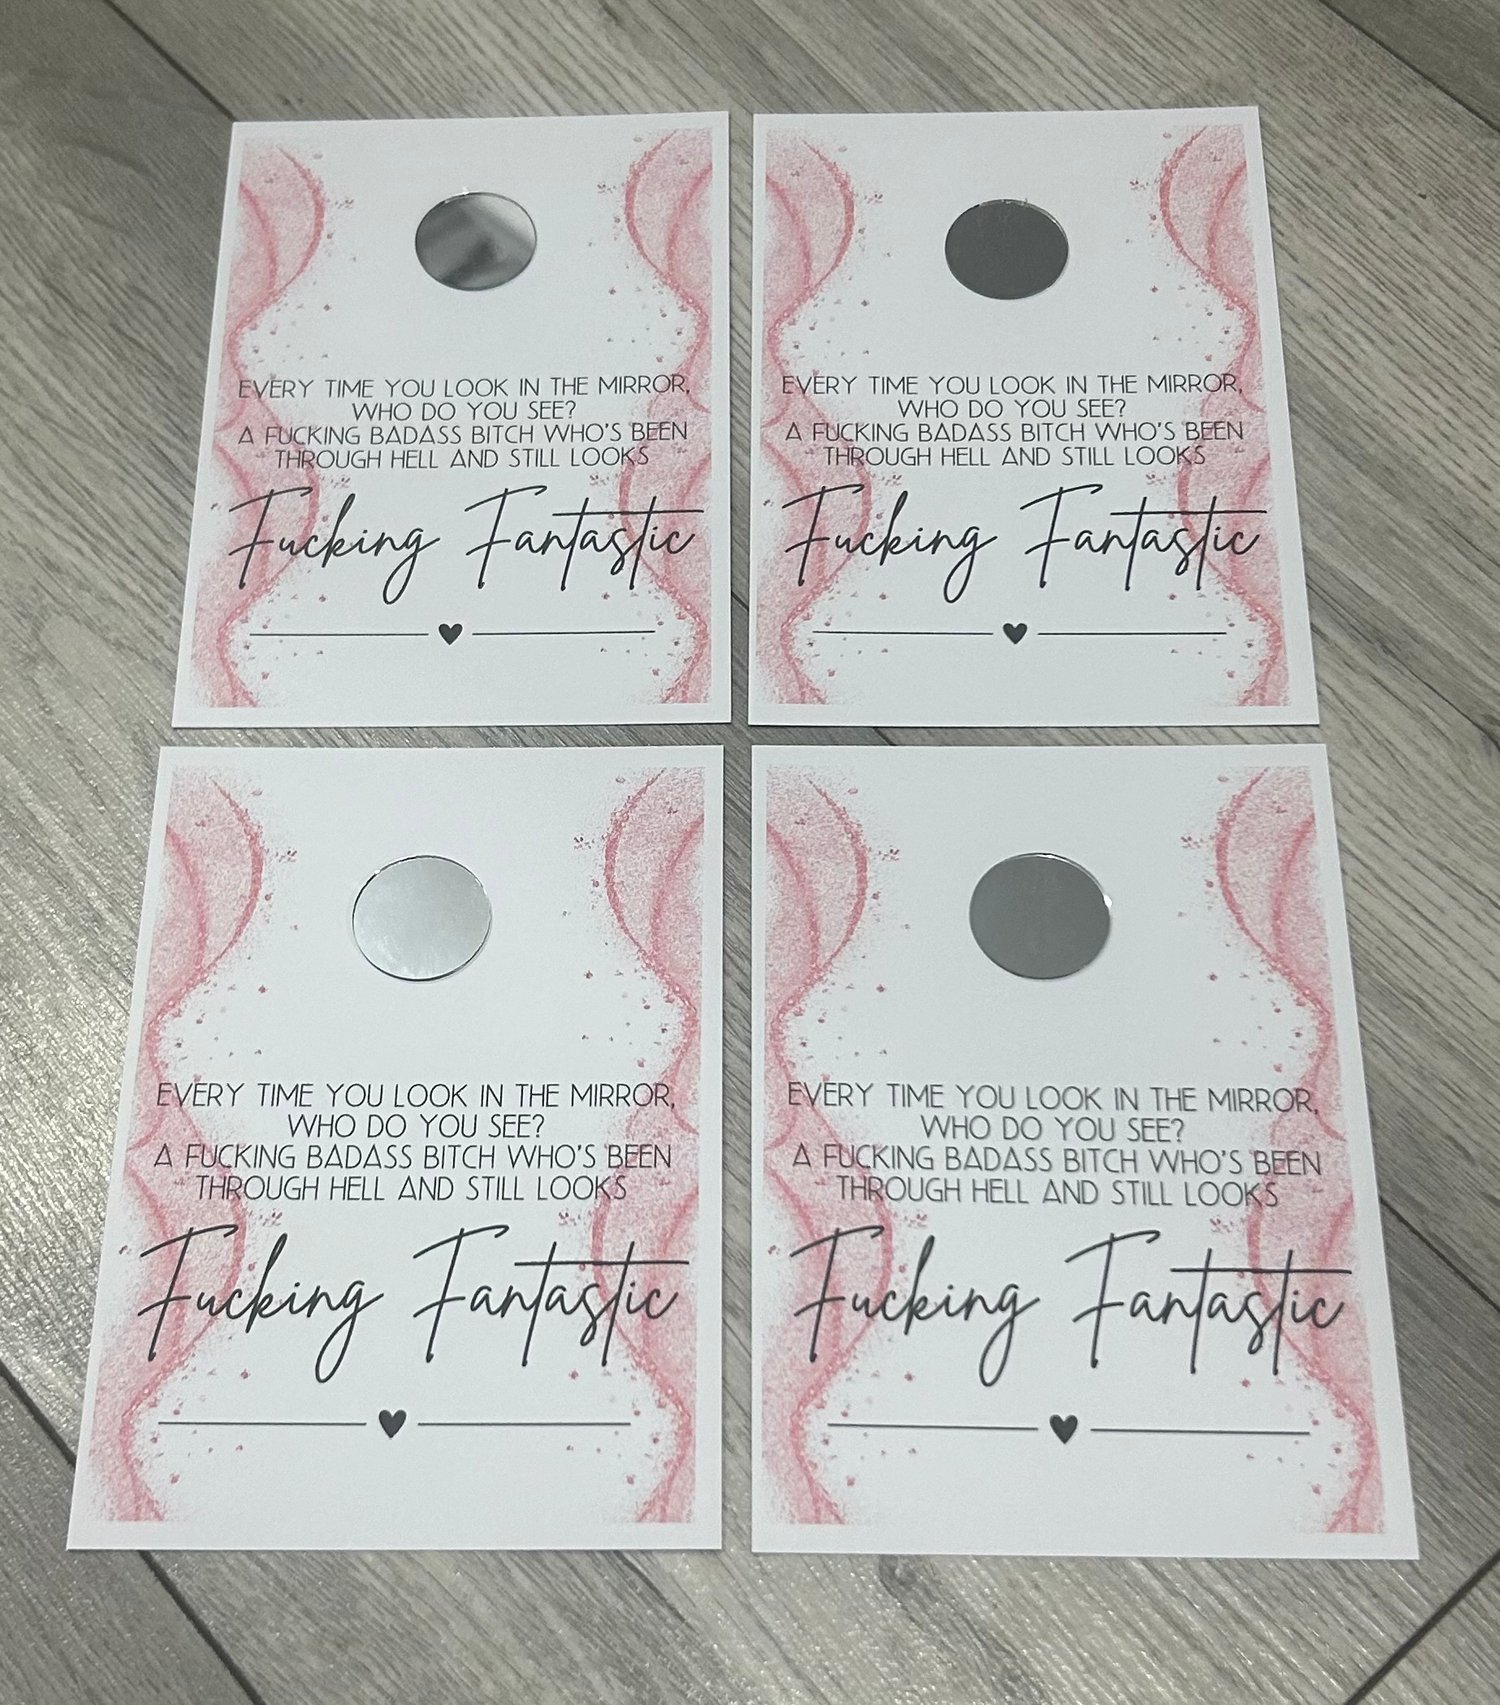 EVERY TIME YOU LOOK IN THE MIRROR,
WHO DO YOU SEE?
A FUCKING BADASS BITCH WHO'S BEEN
THROUGH HELL AND STILL LOOKS
Fucking Fantastic
EVERY TIME YOU LOOK IN THE MIRROR,
WHO DO YOU SEE?
A FUCKING BADASS BITCH WHO'S BEEN
THROUGH HELL AND STILL LOOKS
Fucking Fantastic
EVERY TIME YOU LOOK IN THE MIRROR,
WHO DO YOU SEE?
A FUCKING BADASS BITCH WHO'S BEEN
THROUGH HELL AND STILL LOOKS
Fucking Fantastic
EVERY TIME YOU LOOK IN THE MIRROR,
WHO DO YOU SEE?
A FUCKING BADASS BITCH WHO'S BEEN
THROUGH HELL AND STILL LOOKS
Fucking Fantastic